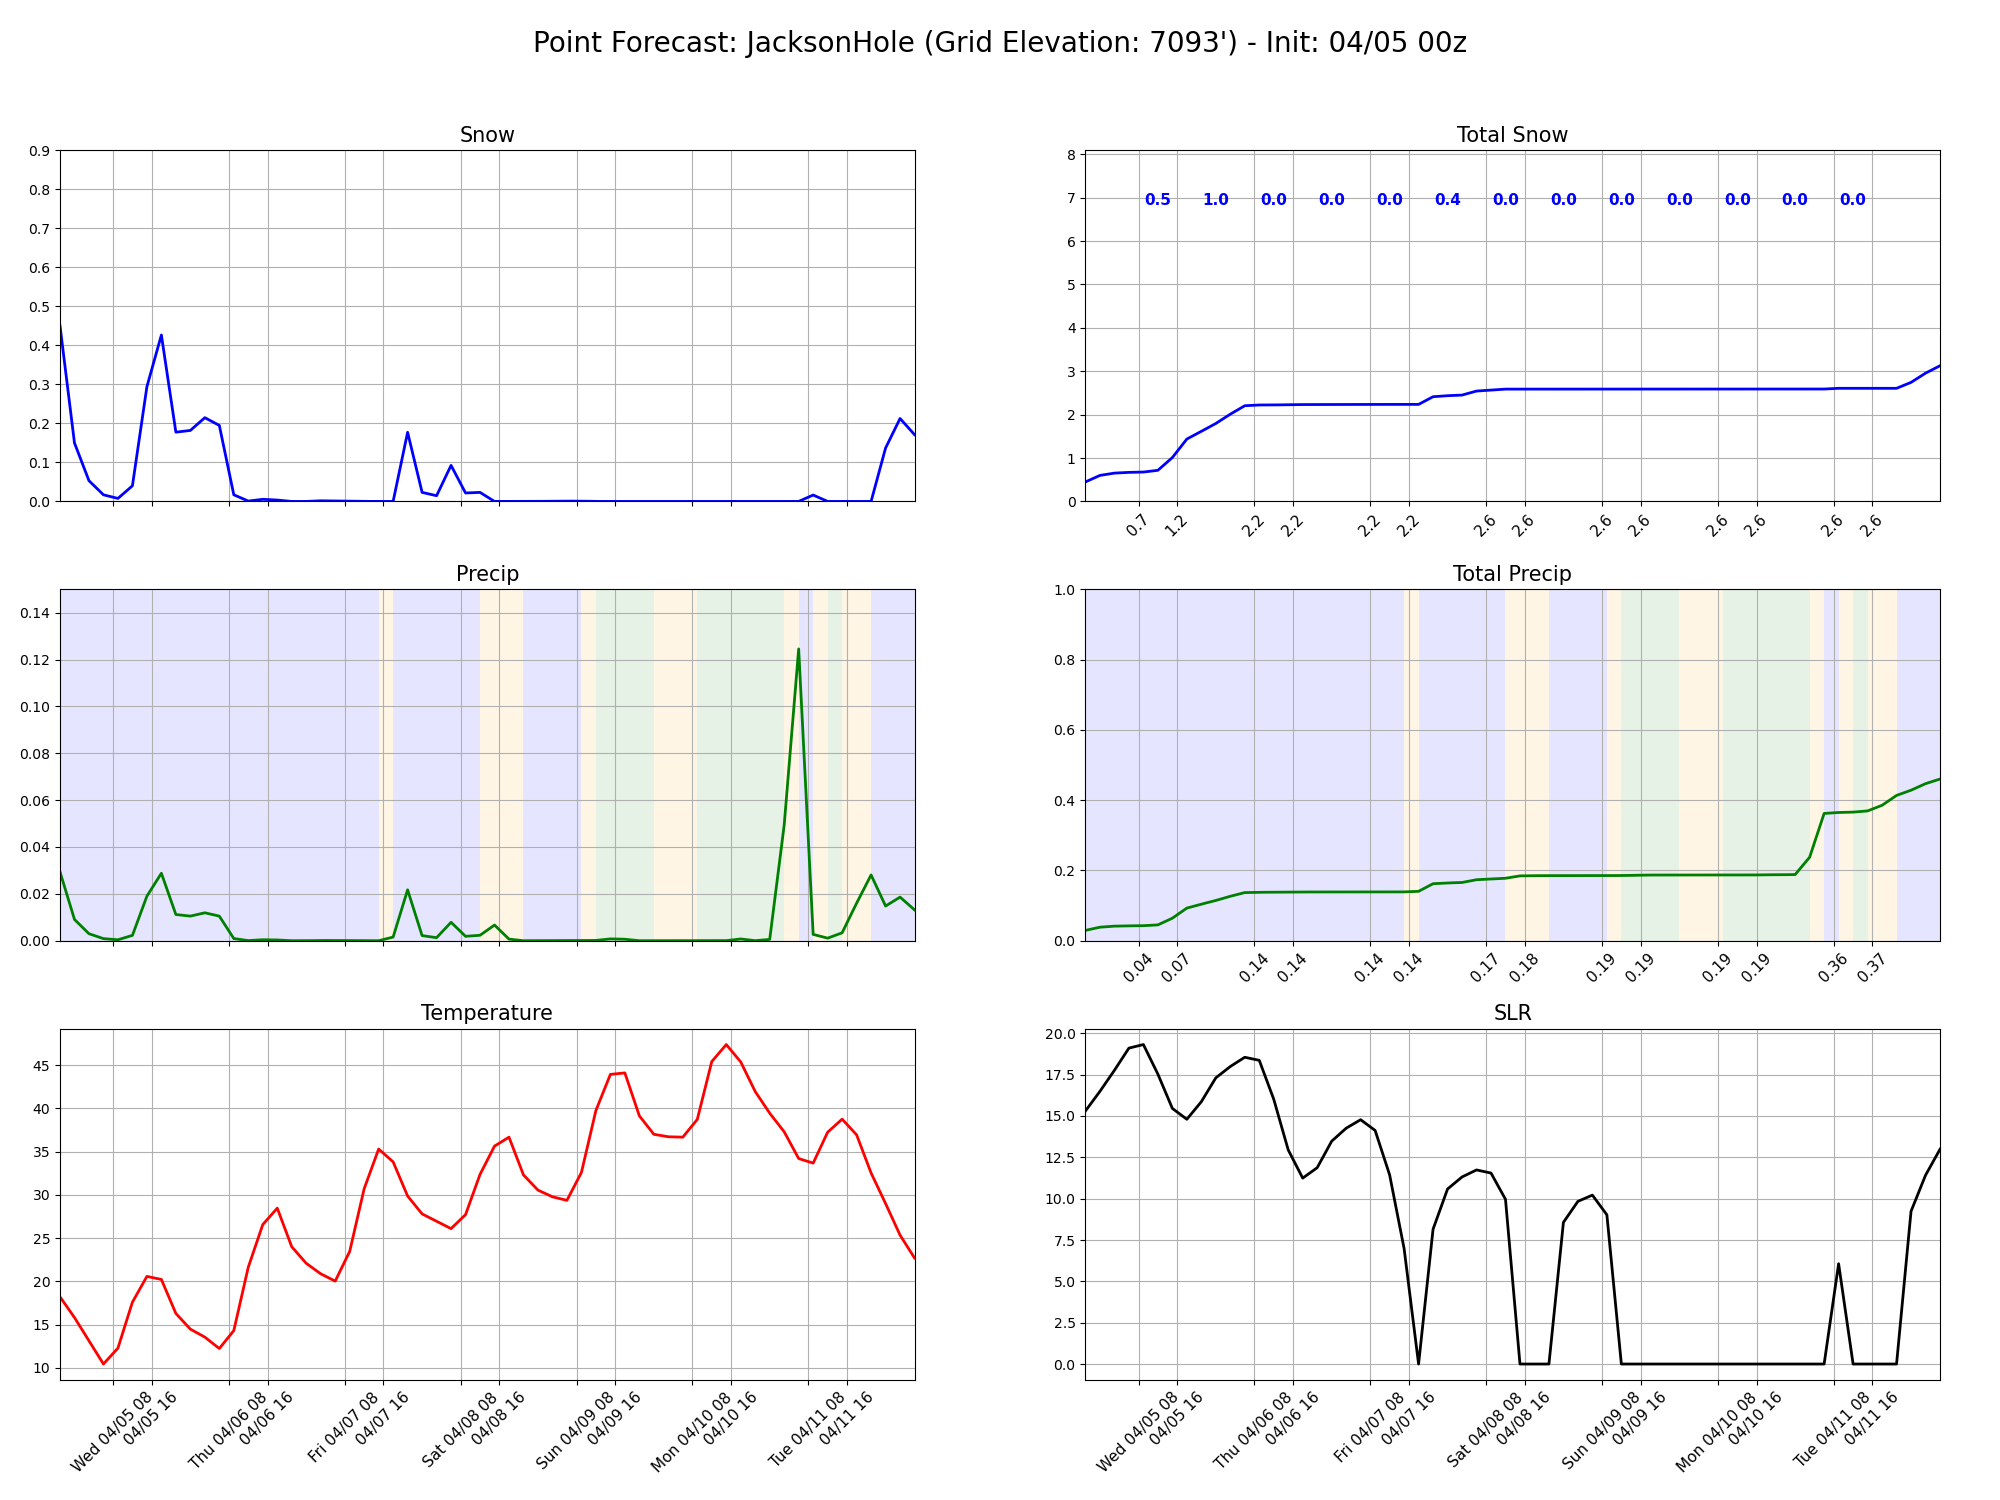 Point Forecast: JacksonHole (Grid Elevation: 7093') - Init: 04/05 00z
Snow
0.9
0.8
0.7
0.6
0.5
0.4
0.3
0.2
0.1
0.0
Total Snow
8
7
6
5
4
3
2
1
0
0.5 1.0 0.0 0.0 0.0 0.4 0.0 0.0 0.0 0.0 0.0 0.0 0.0
0.7 1.2 2.2 2.2 2.2 2.2 2.6 2.6 2.6 2.6 2.6 2.6 2.6 2.6
Precip
0.14
0.12
0.10
0.08
0.06
0.04
0.02
0.00
Total Precip
1.0
0.8
0.6
0.4
0.2
0.0
0.04 0.07 0.14 0.14 0.14 0.14 0.17 0.18 0.19 0.19 0.19 0.19 0.36 0.37
Temperature
45
40
35
30
25
20
15
10
Wed 04/05 08
04/05 16
Thu 04/06 08
04/06 16
Fri 04/07 08
04/07 16
Sat 04/08 08
04/08 16
Sun 04/09 08
04/09 16
Mon 04/10 08
04/10 16
Tue 04/11 08
04/11 16
SLR
20.0
17.5
15.0
12.5
10.0
7.5
5.0
2.5
0.0
Wed 04/05 08
04/05 16
Thu 04/06 08
04/06 16
Fri 04/07 08
04/07 16
Sat 04/08 08
04/08 16
Sun 04/09 08
04/09 16
Mon 04/10 08
04/10 16
Tue 04/11 08
04/11 16